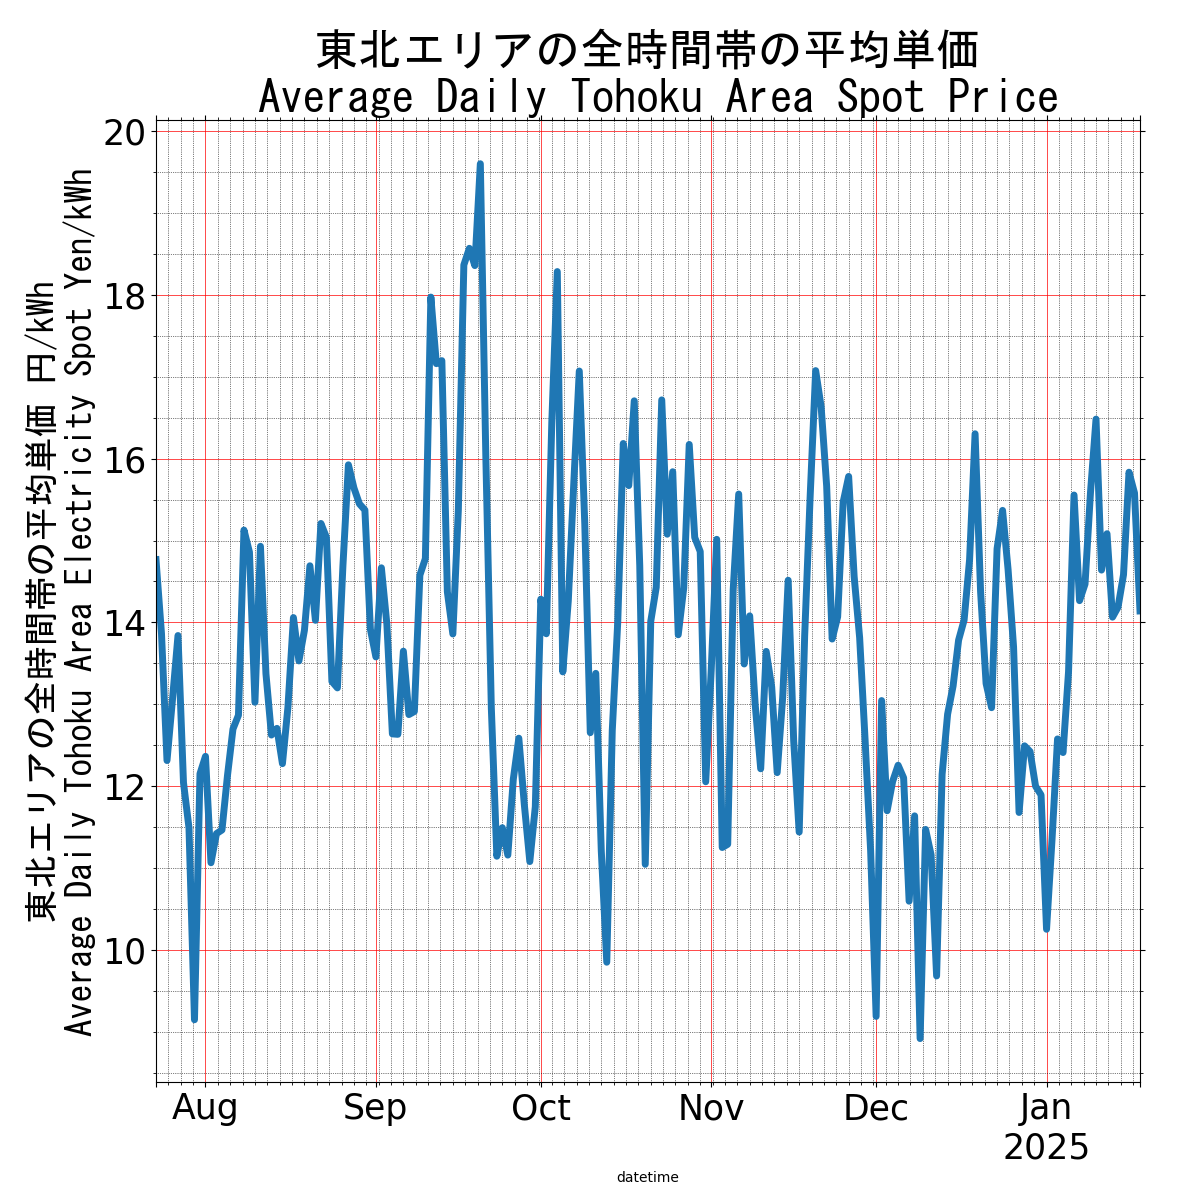 東北エリアの全時間帯の平均単価
Average Daily Tohoku Area Spot Price
東北エリアの全時間帯の平均単価 円/kWh
Average Daily Tohoku Area Electricity Spot Yen/kWh
20
18
16
14
12
10
Aug Sep Oct Nov Dec Jan
2025
datetime